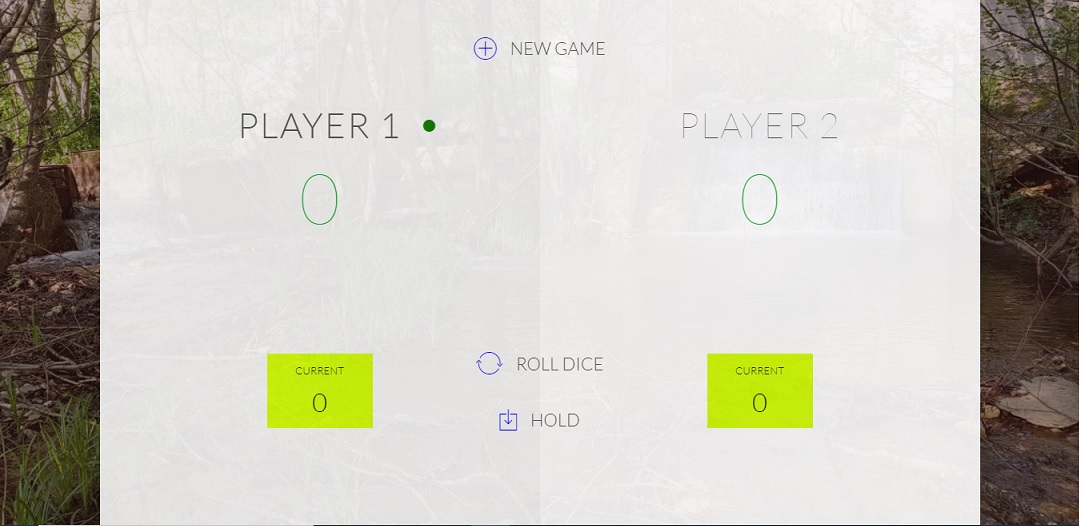 NEW GAME
PLAYER 1
PLAYER 2
0
0
CURRENT
0
ROLL DICE
HOLD
CURRENT
0